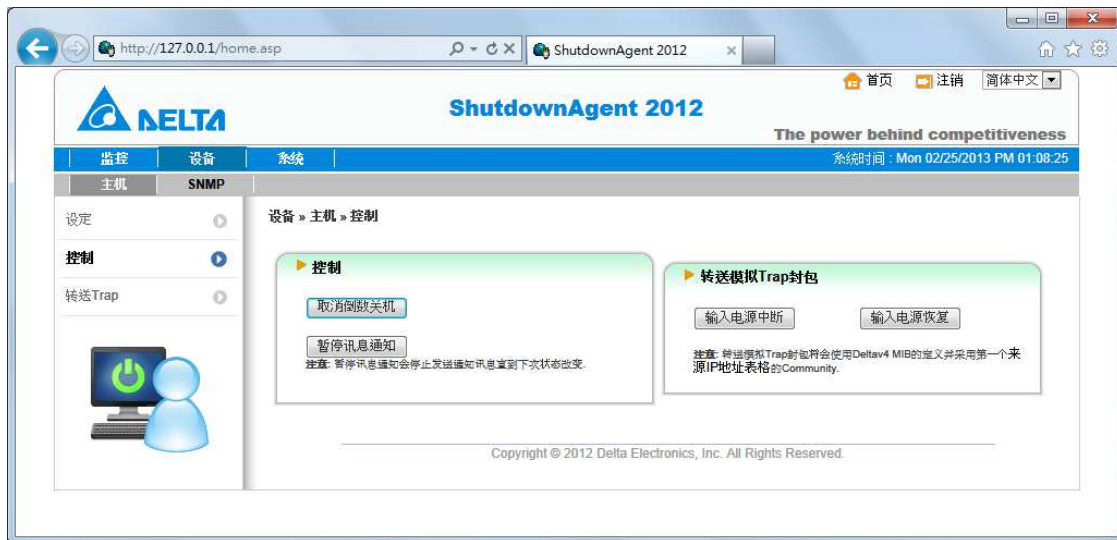 http://127.0.0.1/home.asp
ShutdownAgent 2012
首页 注销 简体中文
DELTA
ShutdownAgent 2012
The power behind competitiveness
监控 设备 系统
系统时间 : Mon 02/25/2013 PM 01:08:25
主机 SNMP
设定
控制
转送Trap
设备 » 主机 » 控制
控制
取消倒数关机
暂停讯息通知
注意: 暂停讯息通知会停止发送通知讯息直到下次状态改变.
转送模拟Trap封包
输入电源中断 输入电源恢复
注意: 转送模拟Trap封包将会使用Deltav4 MIB的定义并采用第一个来
源IP地址表格的Community.
Copyright © 2012 Delta Electronics, Inc. All Rights Reserved.